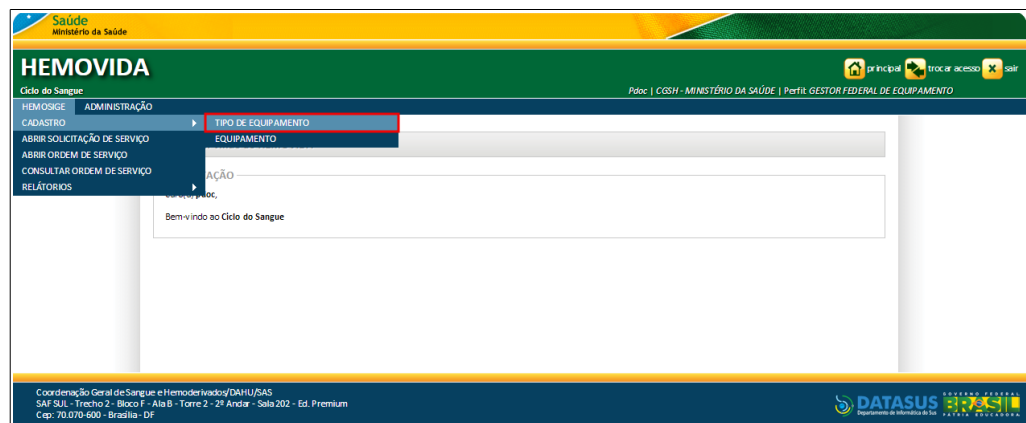 Saúde
Ministério da Saúde
HEMOVIDA
principal trocar acesso sair
Ciclo do Sangue
Pdoc | CGSH - MINISTÉRIO DA SAÚDE | Perfil: GESTOR FEDERAL DE EQUIPAMENTO
HEMOSIGE ADMINISTRAÇÃO
CADASTRO TIPO DE EQUIPAMENTO
ABRIR SOLICITAÇÃO DE SERVIÇO EQUIPAMENTO
ABRIR ORDEM DE SERVIÇO
CONSULTAR ORDEM DE SERVIÇO
AÇÃO
RELATÓRIOS
pdoc,
Bem-vindo ao Ciclo do Sangue
Coordenação Geral de Sangue e Hemoderivados/DAHU/SAS
SAF SUL - Trecho 2 - Bloco F - Ala B - Torre 2 - 2º Andar - Sala 202 - Ed. Premium
Cep: 70.070-600 - Brasília - DF
DATASUS
Departamento de Informática do Sus
GOVERNO FEDERAL
BRASIL
PÁTRIA EDUCADORA